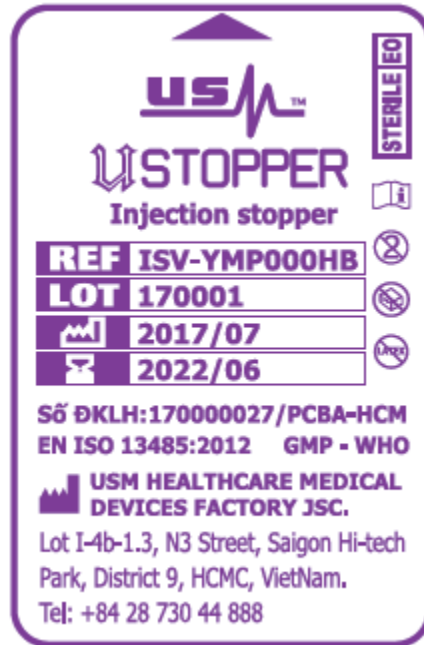 usm™
USTOPPER
Injection stopper
STERILE EO
REF ISV-YMP000HB
LOT 170001
2017/07
2022/06
LATEX
Số ĐKLH:170000027/PCBA-HCM
EN ISO 13485:2012 GMP - WHO
USM HEALTHCARE MEDICAL
DEVICES FACTORY JSC.
Lot I-4b-1.3, N3 Street, Saigon Hi-tech
Park, District 9, HCMC, VietNam.
Tel: +84 28 730 44 888